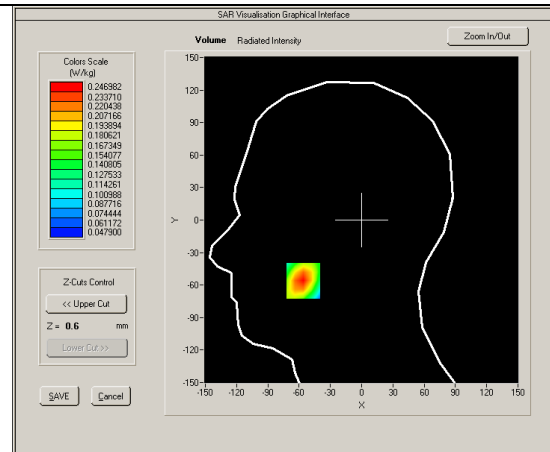 SAR Visualisation Graphical Interface
Volume Radiated Intensity
Zoom In/Out
Colors Scale
(W/kg)
0.246982
0.233710
0.220438
0.207166
0.193894
0.180621
0.167349
0.154077
0.140805
0.127533
0.114261
0.100988
0.087716
0.074444
0.061172
0.047900
Z-Cuts Control
<< Upper Cut
Z = 0.6 mm
Lower Cut >>
SAVE Cancel
Y
150
120
90
60
30
0
-30
-60
-90
-120
-150
-150 -120 -90 -60 -30 0 30 60 90 120 150
X